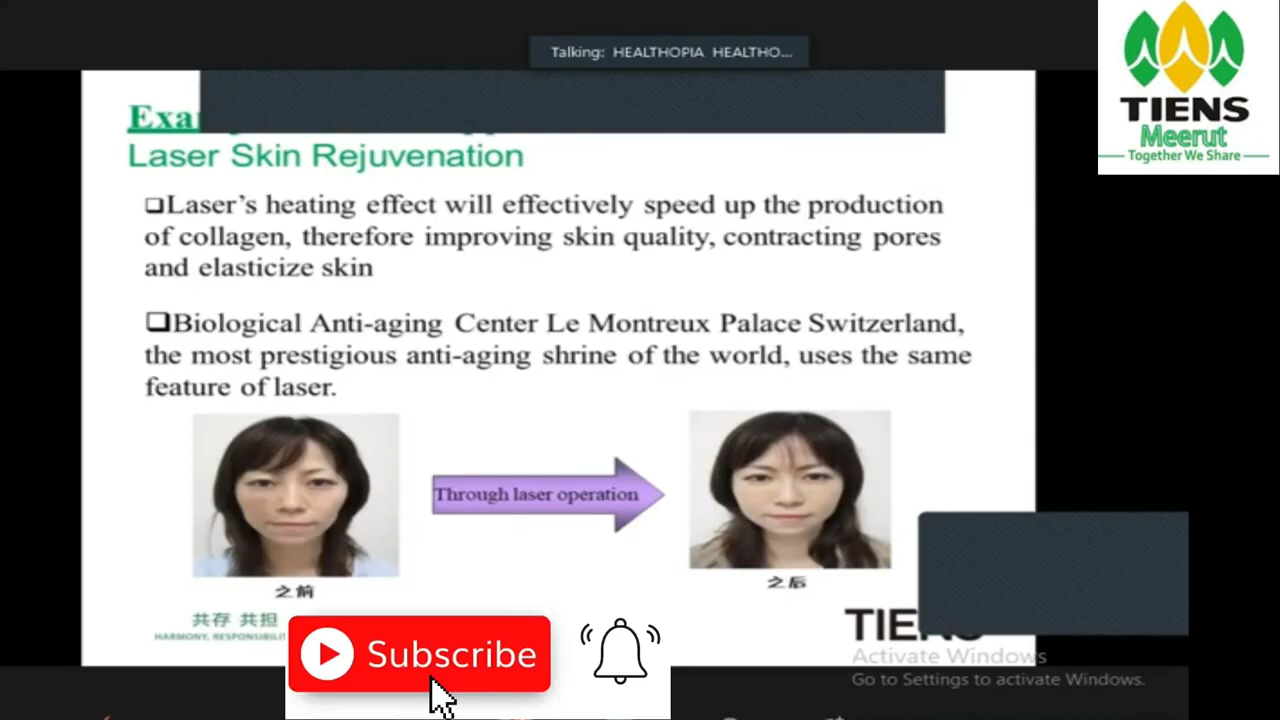 Talking: HEALTHOPIA HEALTHO...
TIENS
Meerut
Together We Share
Laser Skin Rejuvenation
❑Laser's heating effect will effectively speed up the production
of collagen, therefore improving skin quality, contracting pores
and elasticize skin
❑Biological Anti-aging Center Le Montreux Palace Switzerland,
the most prestigious anti-aging shrine of the world, uses the same
feature of laser.
Through laser operation
之前
之后
共存 共担
HARMONY,
Subscribe
Activate Windows
Go to Settings to activate Windows.